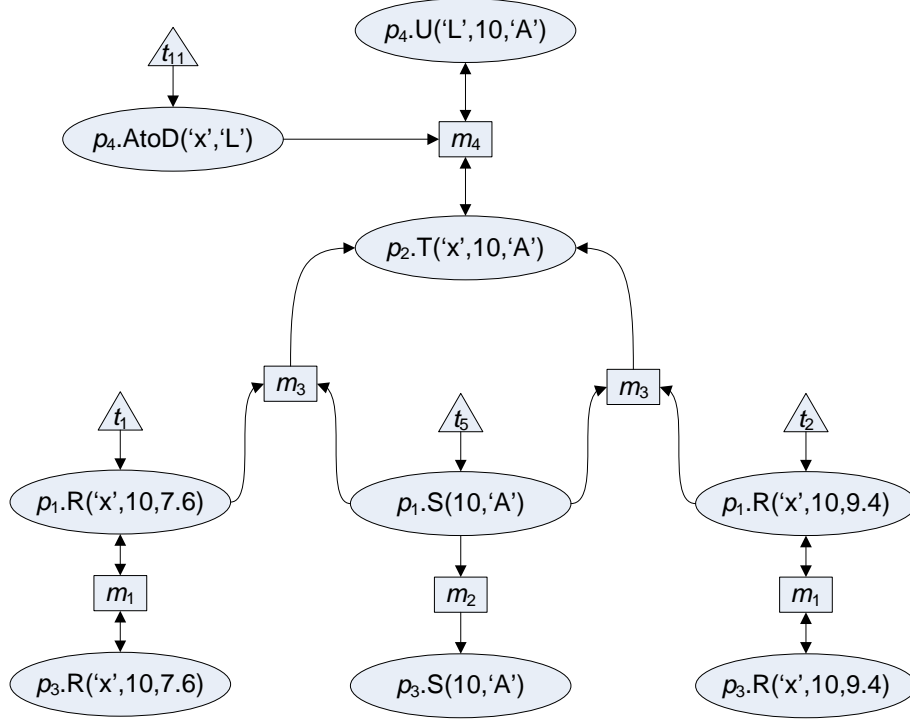 p₄.U(‘L’,10,‘A’)
t₁₁
p₄.AtoD(‘x’,‘L’)
m₄
p₂.T(‘x’,10,‘A’)
m₃
m₃
t₁
t₅
t₂
p₁.R(‘x’,10,7.6)
p₁.S(10,‘A’)
p₁.R(‘x’,10,9.4)
m₁
m₂
m₁
p₃.R(‘x’,10,7.6)
p₃.S(10,‘A’)
p₃.R(‘x’,10,9.4)